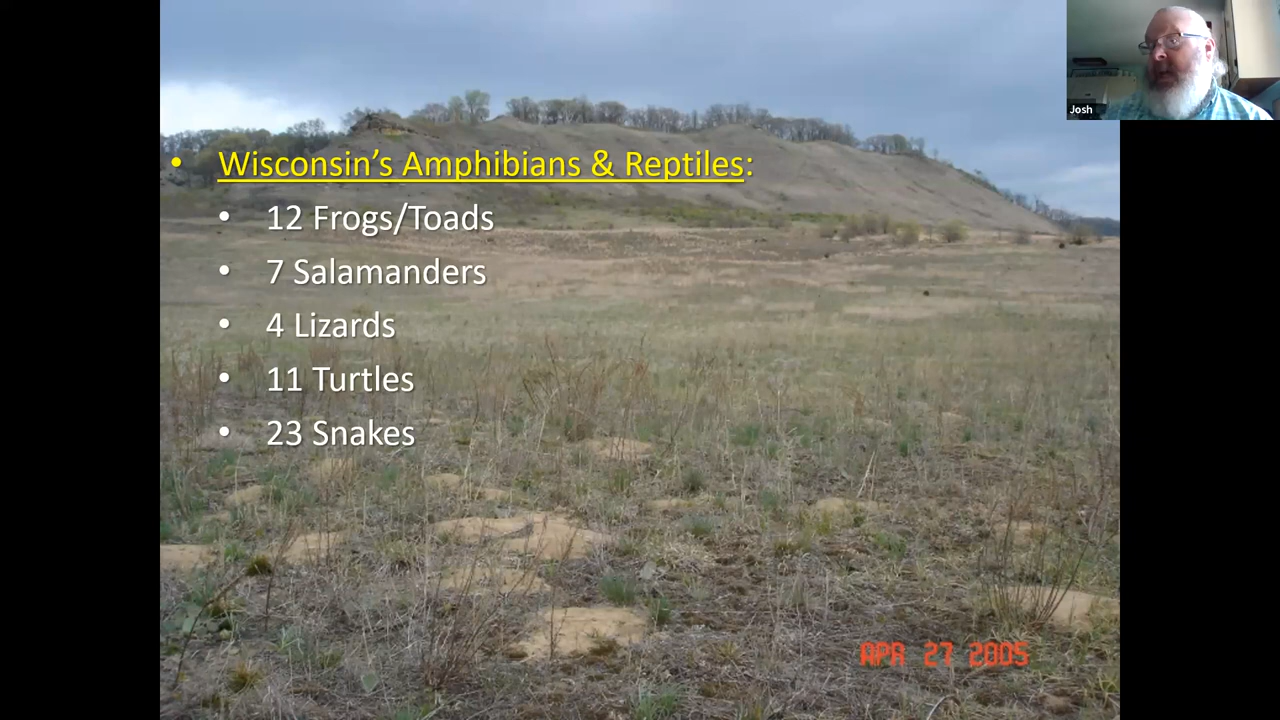 Josh
• Wisconsin's Amphibians & Reptiles:
• 12 Frogs/Toads
• 7 Salamanders
• 4 Lizards
• 11 Turtles
• 23 Snakes
APR 27 2005